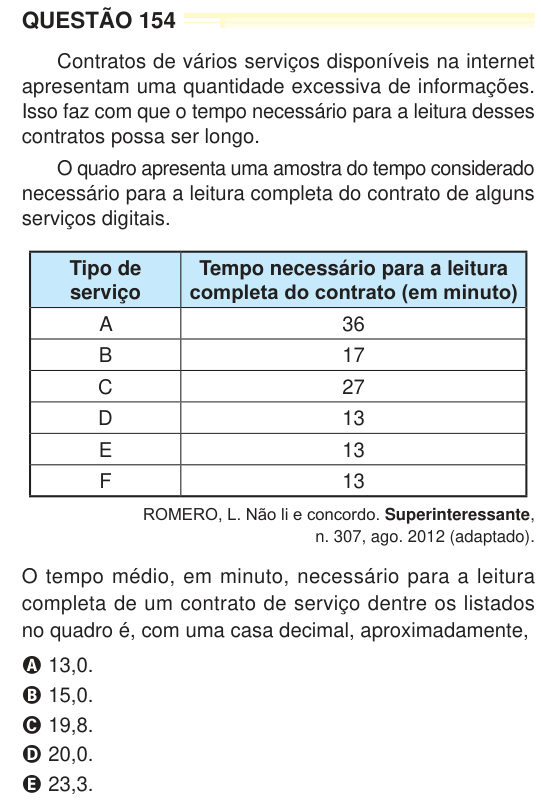 QUESTÃO 154
Contratos de vários serviços disponíveis na internet
apresentam uma quantidade excessiva de informações.
Isso faz com que o tempo necessário para a leitura desses
contratos possa ser longo.
O quadro apresenta uma amostra do tempo considerado
necessário para a leitura completa do contrato de alguns
serviços digitais.
Tipo de serviço Tempo necessário para a leitura completa do contrato (em minuto)
A 36
B 17
C 27
D 13
E 13
F 13
ROMERO, L. Não li e concordo. Superinteressante,
n. 307, ago. 2012 (adaptado).
O tempo médio, em minuto, necessário para a leitura
completa de um contrato de serviço dentre os listados
no quadro é, com uma casa decimal, aproximadamente,
A 13,0.
B 15,0.
C 19,8.
D 20,0.
E 23,3.